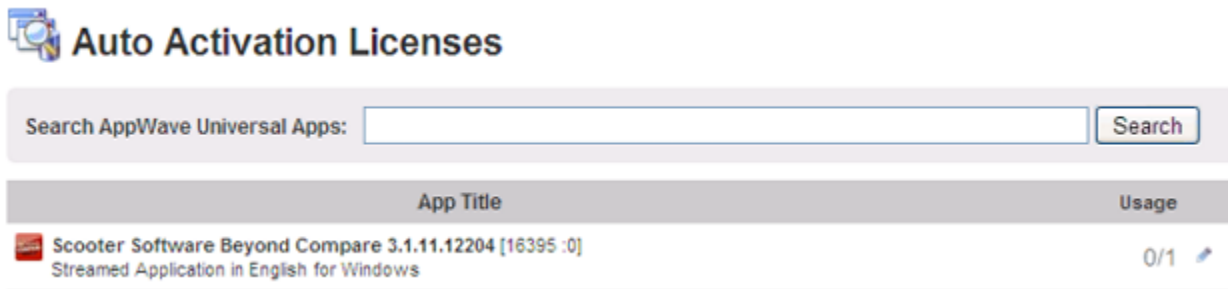 Auto Activation Licenses
Search AppWave Universal Apps:
Search
App Title
Usage
Scooter Software Beyond Compare 3.1.11.12204 [16395 :0]
Streamed Application in English for Windows
0/1